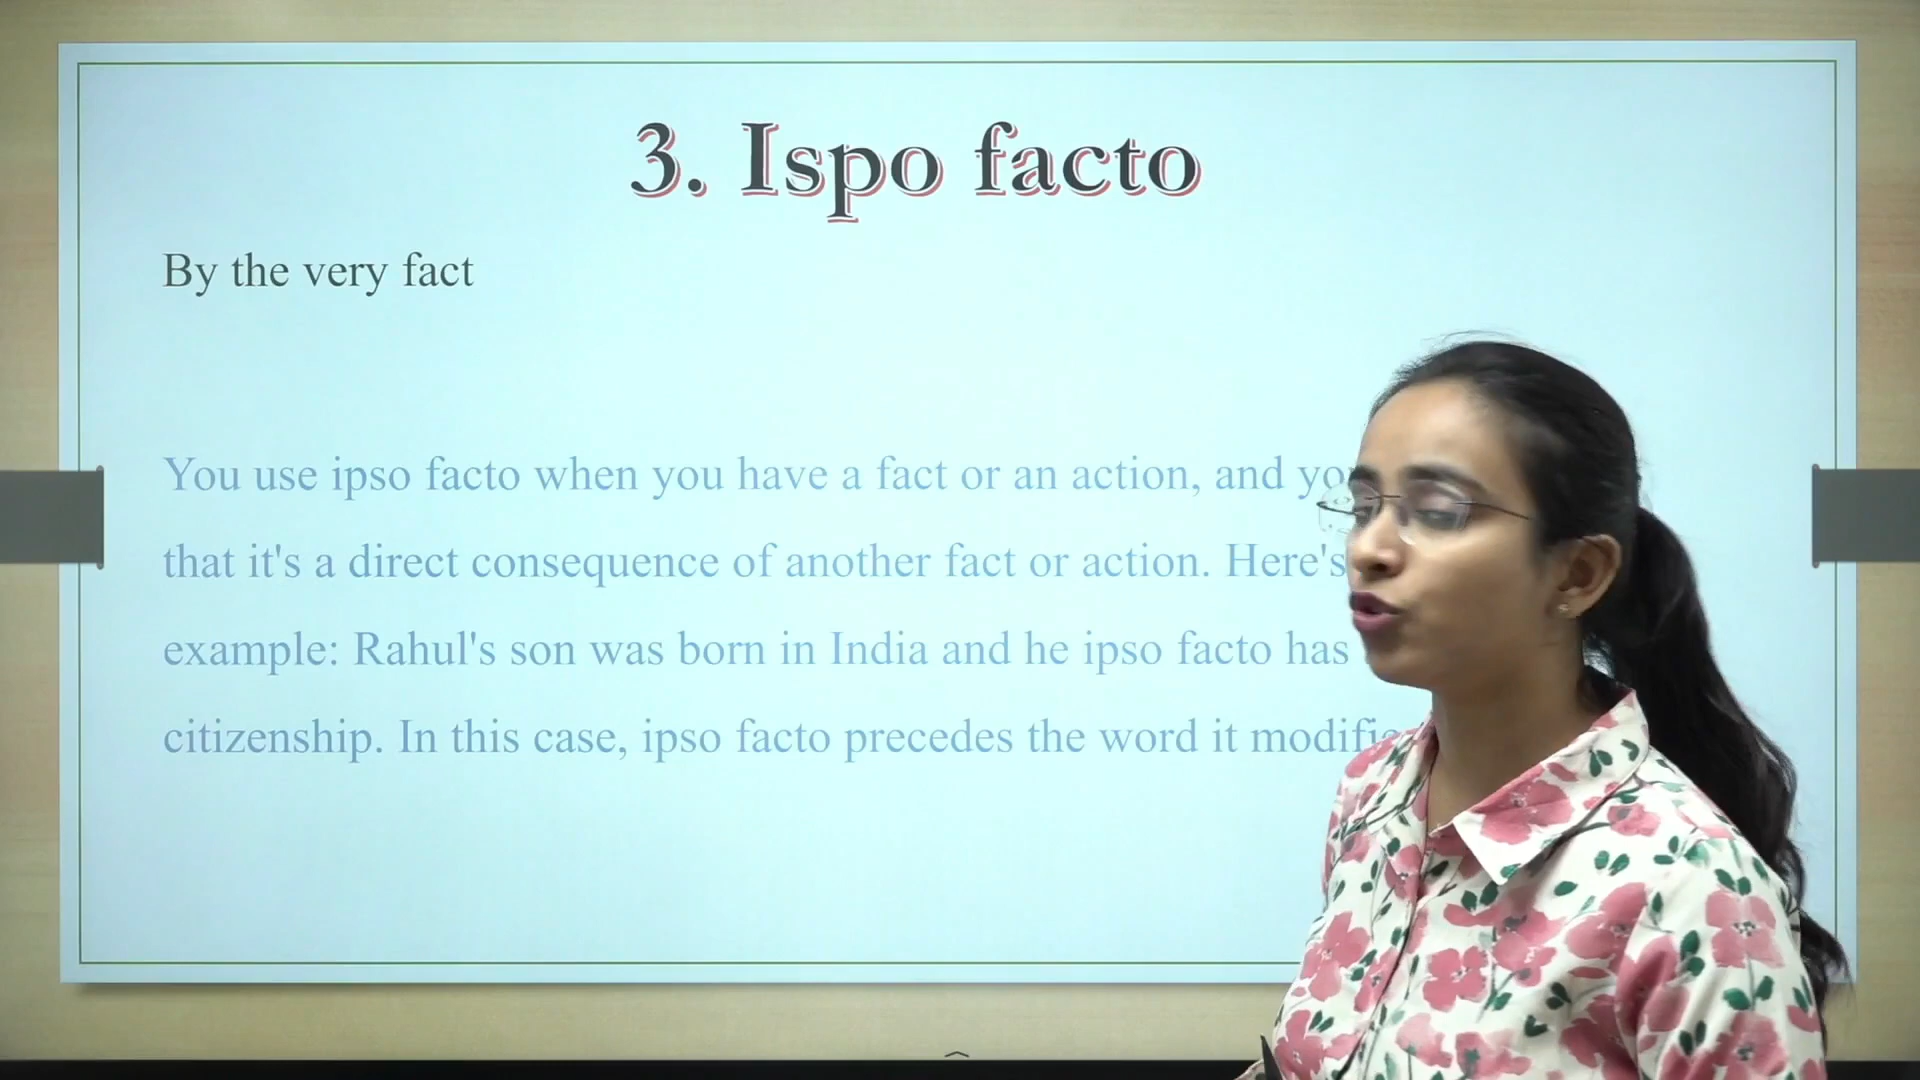 3. Ispo facto
By the very fact
You use ipso facto when you have a fact or an action, and
that it's a direct consequence of another fact or action. Here's
example: Rahul's son was born in India and he ipso facto has
citizenship. In this case, ipso facto precedes the word it